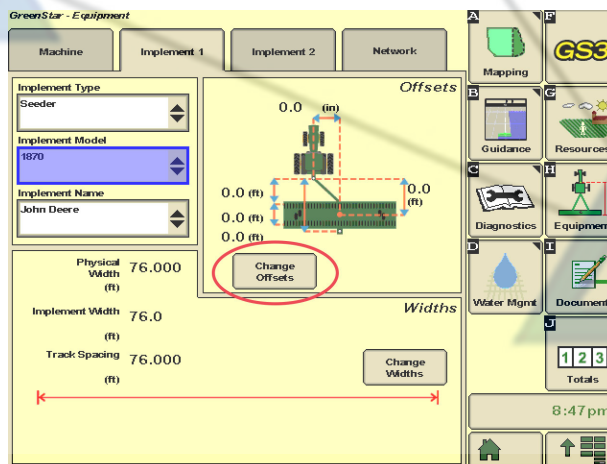 GreenStar - Equipment
Machine
Implement 1
Implement 2
Network
Implement Type
Seeder
Implement Model
1870
Implement Name
John Deere
Offsets
0.0 (in)
0.0 (ft)
0.0 (ft)
0.0 (ft)
0.0
(ft)
Change
Offsets
Physical
Width
(ft)
76.000
Implement Width
(ft)
76.0
Track Spacing
(ft)
76.000
Widths
Change
Widths
A
Mapping
F
GS3
B
Guidance
G
Resources
C
Diagnostics
H
Equipmen
D
Water Mgmt
I
Document
J
1 2 3
Totals
8:47pm